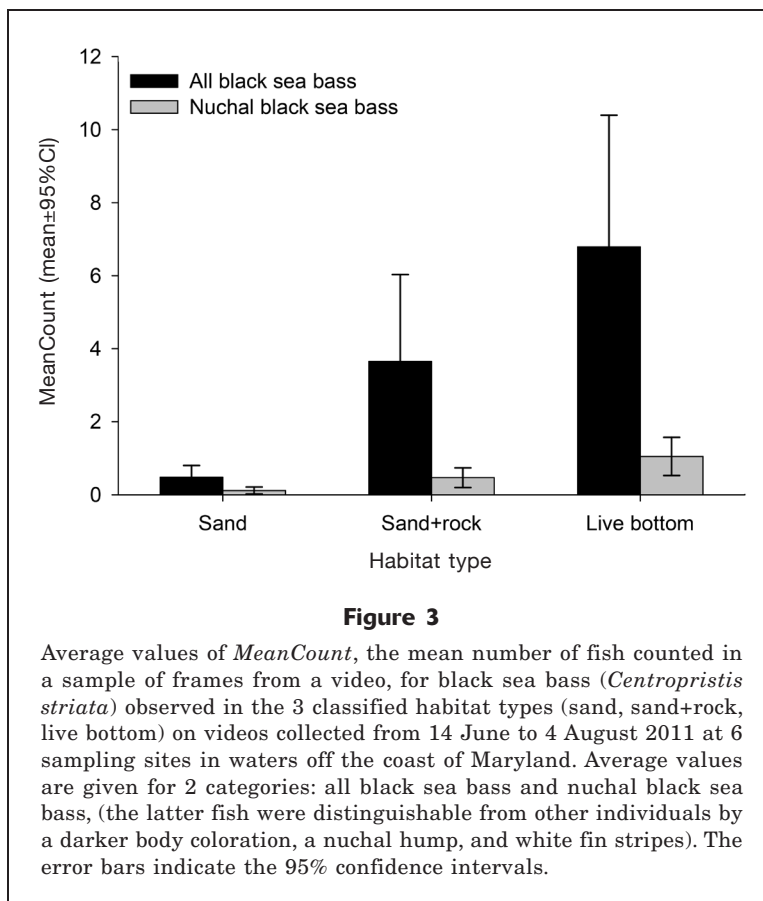 12
All black sea bass
Nuchal black sea bass
10
8
6
4
2
0
MeanCount (mean±95%CI)
Sand
Sand+rock
Live bottom
Habitat type
Figure 3
Average values of MeanCount, the mean number of fish counted in
a sample of frames from a video, for black sea bass (Centropristis
striata) observed in the 3 classified habitat types (sand, sand+rock,
live bottom) on videos collected from 14 June to 4 August 2011 at 6
sampling sites in waters off the coast of Maryland. Average values
are given for 2 categories: all black sea bass and nuchal black sea
bass, (the latter fish were distinguishable from other individuals by
a darker body coloration, a nuchal hump, and white fin stripes). The
error bars indicate the 95% confidence intervals.